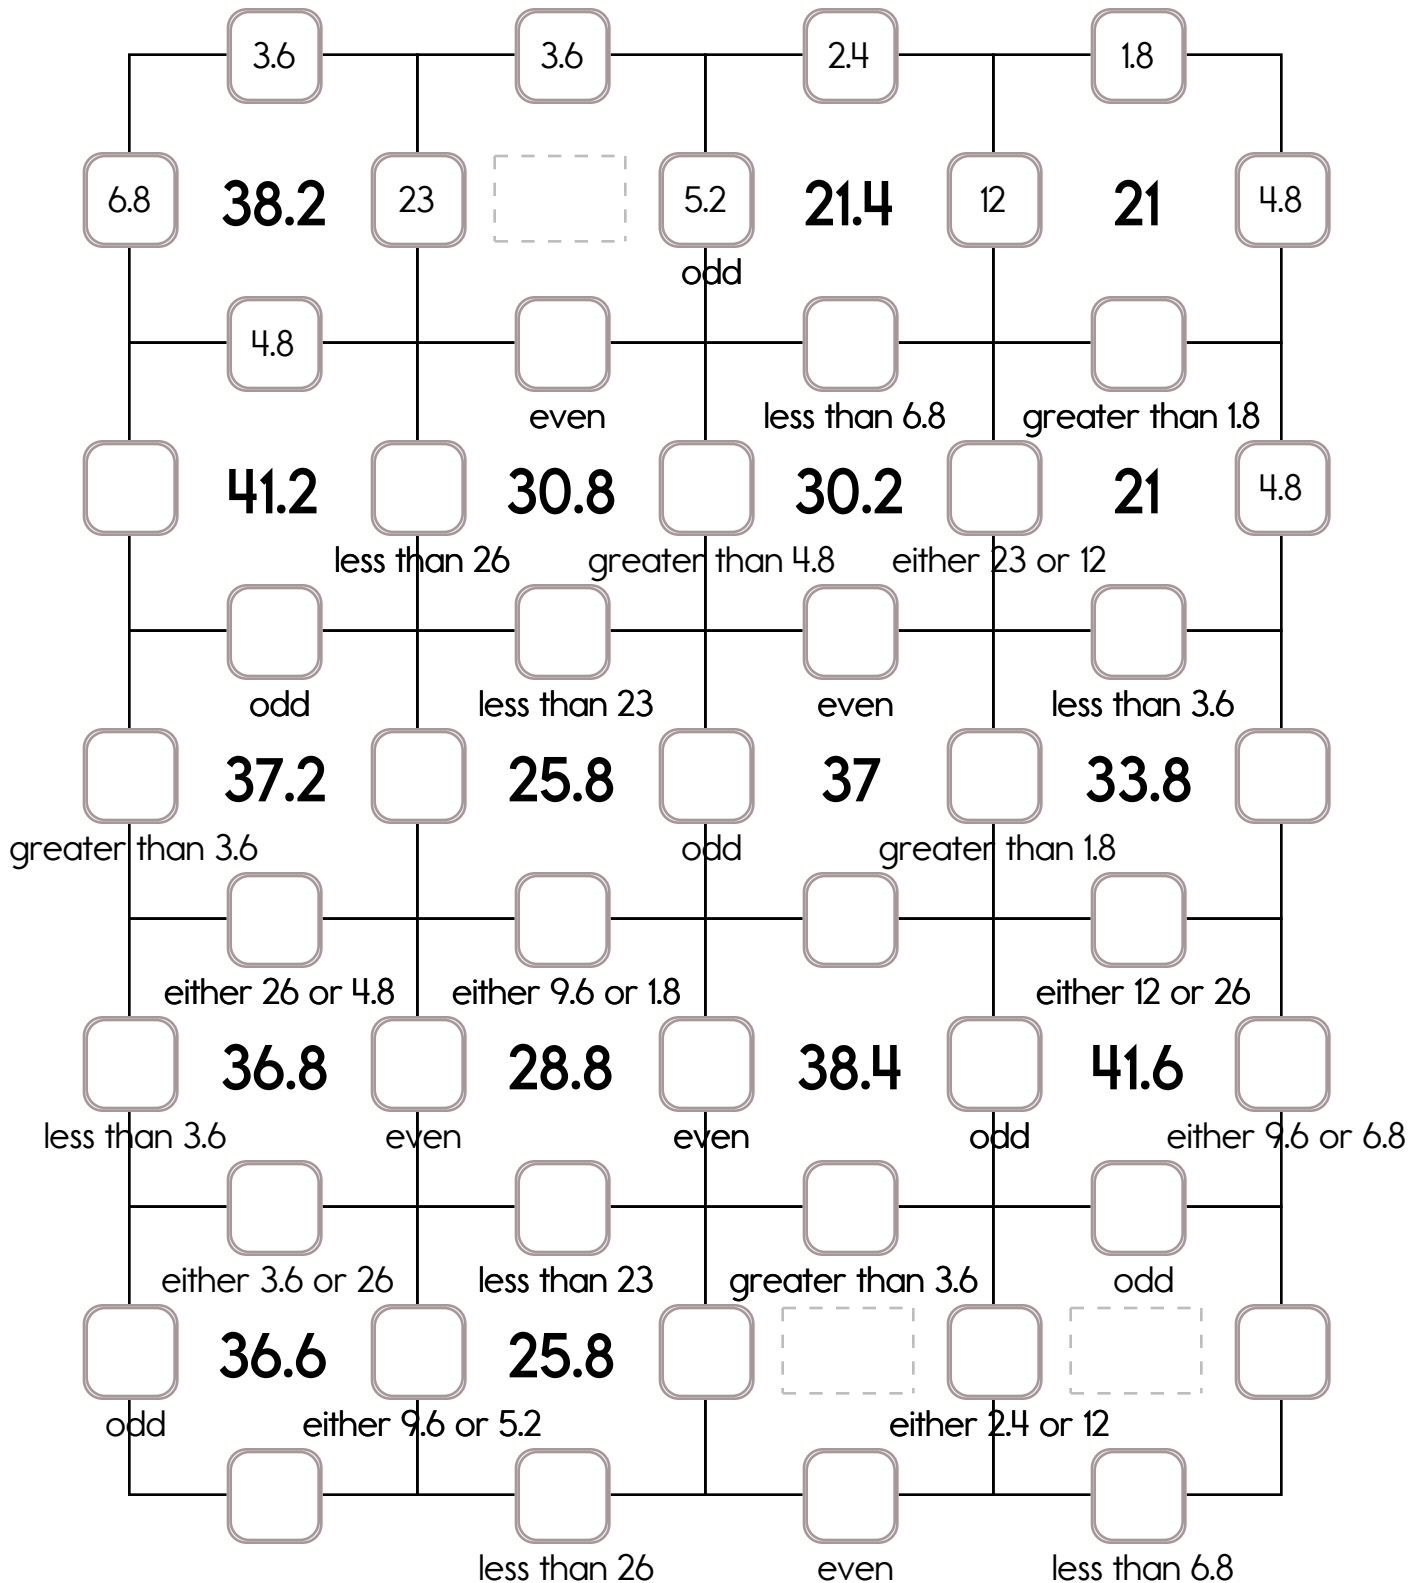 3.6 3.6 2.4 1.8
6.8 38.2 23 5.2 21.4 12 21 4.8
odd
4.8
even less than 6.8 greater than 1.8
41.2 30.8 30.2 21 4.8
less than 26 greater than 4.8 either 23 or 12
odd less than 23 even less than 3.6
37.2 25.8 37 33.8
greater than 3.6 odd greater than 1.8
either 26 or 4.8 either 9.6 or 1.8 either 12 or 26
36.8 28.8 38.4 41.6
less than 3.6 even even odd either 9.6 or 6.8
either 3.6 or 26 less than 23 greater than 3.6 odd
36.6 25.8
odd either 9.6 or 5.2 either 2.4 or 12
less than 26 even less than 6.8